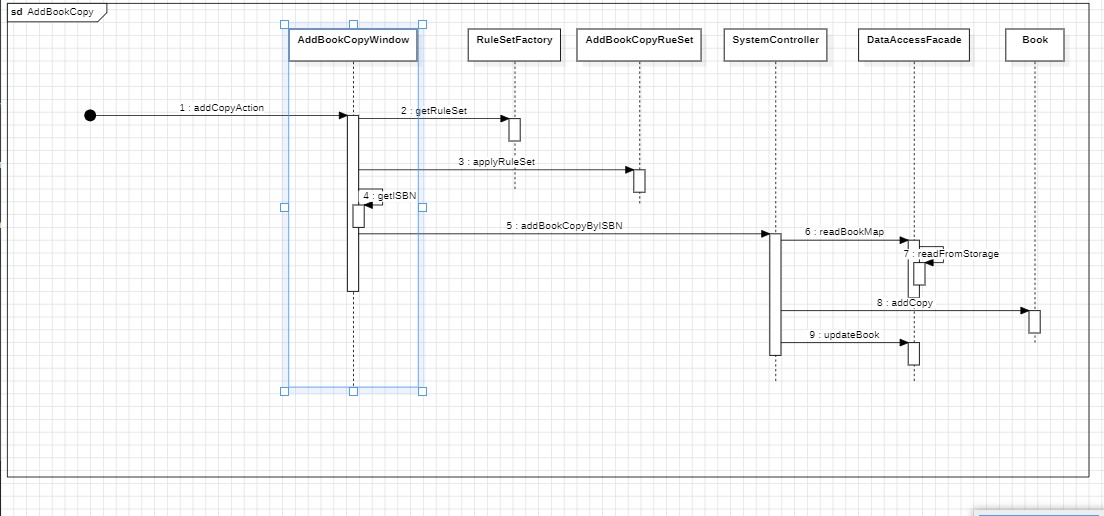 sd AddBookCopy
AddBookCopyWindow
RuleSetFactory
AddBookCopyRueSet
SystemController
DataAccessFacade
Book
1 : addCopyAction
2 : getRuleSet
3 : applyRuleSet
4 : getISBN
5 : addBookCopyByISBN
6 : readBookMap
7 : readFromStorage
8 : addCopy
9 : updateBook